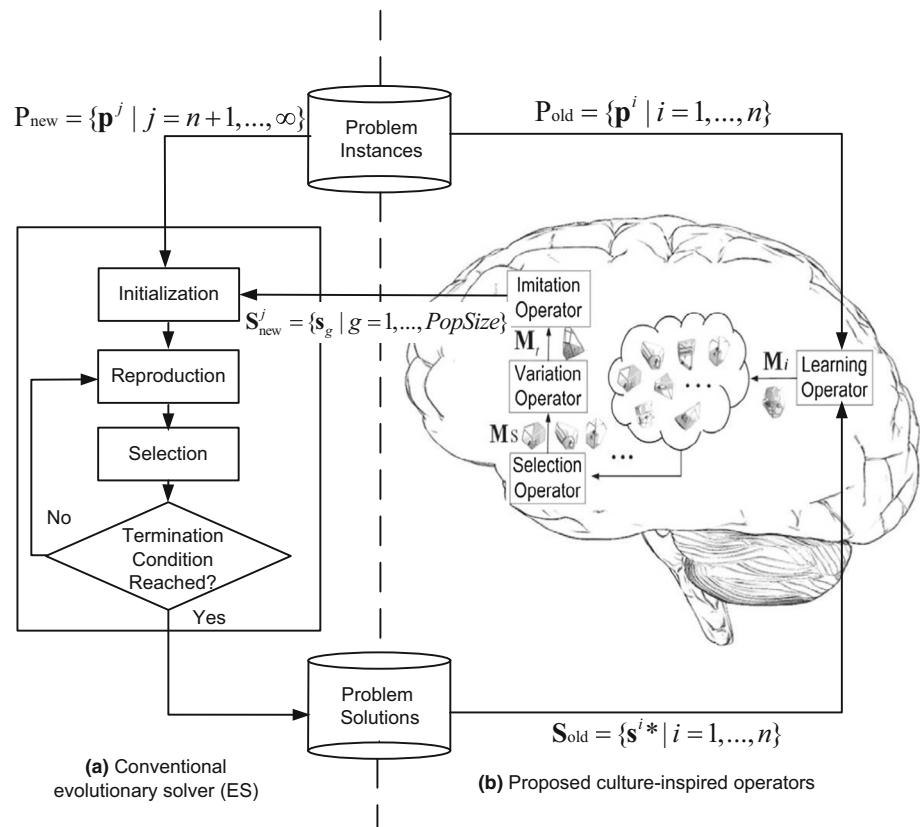 P_new = {p^j | j = n+1,...,∞}
Problem
Instances
P_old = {p^i | i = 1,...,n}
Initialization
S^j_new = {s_g | g = 1,...,PopSize}
Imitation
Operator
M_t
Reproduction
Variation
Operator
...
M_i
Learning
Operator
Selection
M_S
...
Selection
Operator
No
Termination
Condition
Reached?
Yes
Problem
Solutions
S_old = {s^i* | i = 1,...,n}
(a) Conventional
evolutionary solver (ES)
(b) Proposed culture-inspired operators